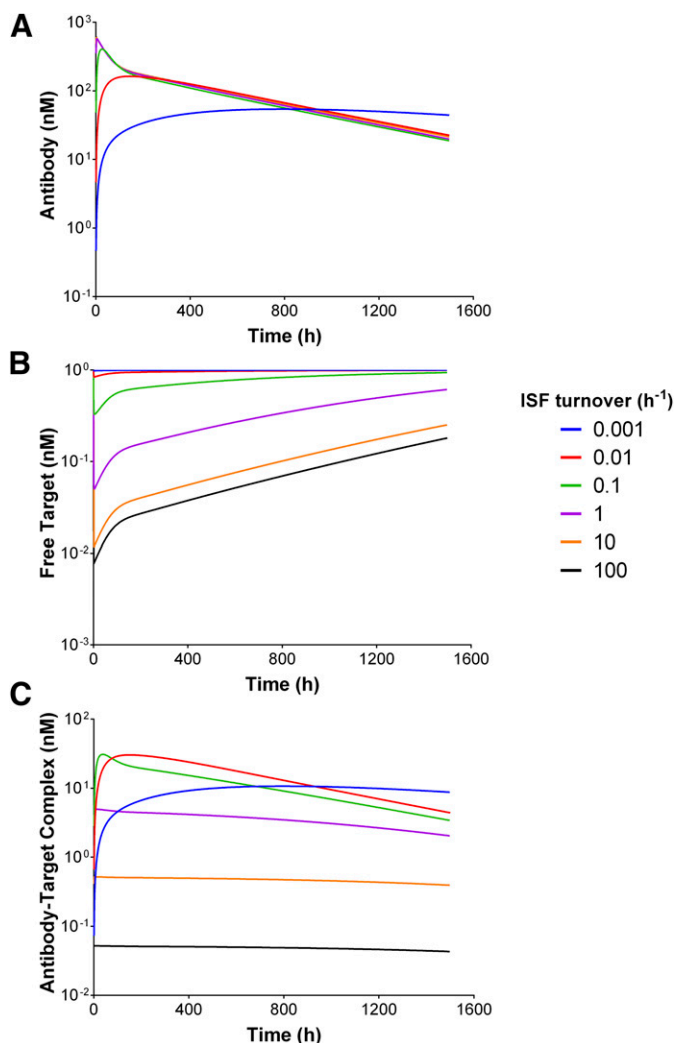 A
Antibody (nM)
10³
10²
10¹
10⁰
10⁻¹
0 400 800 1200 1600
Time (h)
B
Free Target (nM)
10⁰
10⁻¹
10⁻²
10⁻³
0 400 800 1200 1600
Time (h)
ISF turnover (h⁻¹)
0.001
0.01
0.1
1
10
100
C
Antibody-Target Complex (nM)
10²
10¹
10⁰
10⁻¹
10⁻²
0 400 800 1200 1600
Time (h)